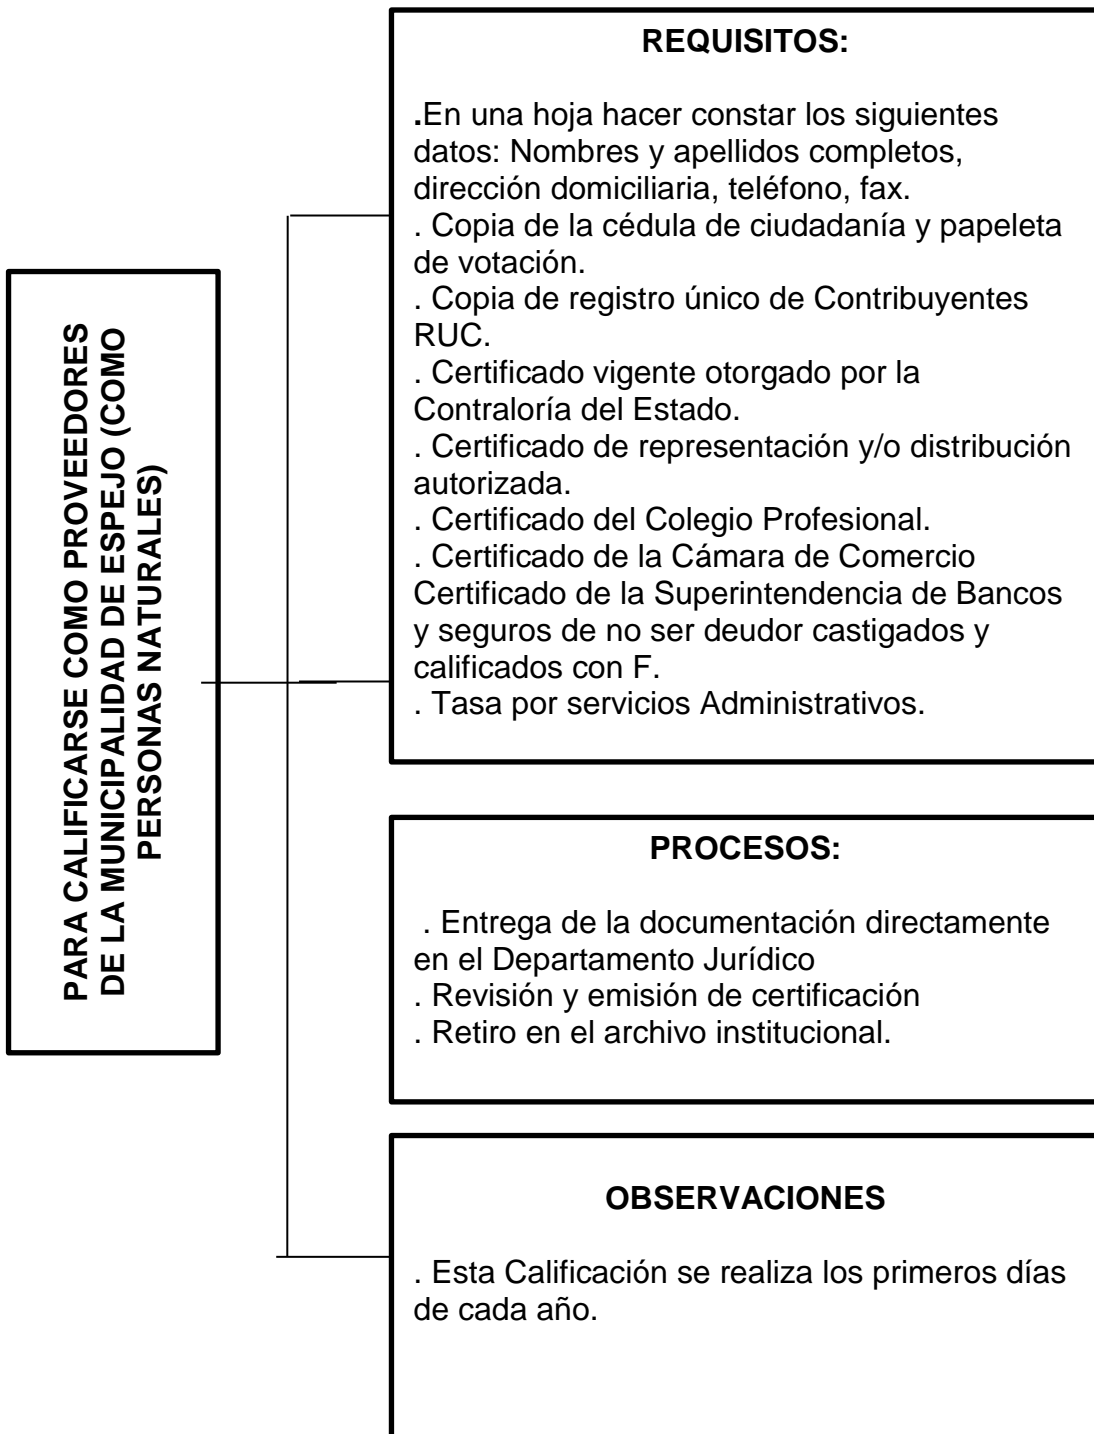 PARA CALIFICARSE COMO PROVEEDORES
DE LA MUNICIPALIDAD DE ESPEJO (COMO
PERSONAS NATURALES)
REQUISITOS:
.En una hoja hacer constar los siguientes
datos: Nombres y apellidos completos,
dirección domiciliaria, teléfono, fax.
. Copia de la cédula de ciudadanía y papeleta
de votación.
. Copia de registro único de Contribuyentes
RUC.
. Certificado vigente otorgado por la
Contraloría del Estado.
. Certificado de representación y/o distribución
autorizada.
. Certificado del Colegio Profesional.
. Certificado de la Cámara de Comercio
Certificado de la Superintendencia de Bancos
y seguros de no ser deudor castigados y
calificados con F.
. Tasa por servicios Administrativos.
PROCESOS:
. Entrega de la documentación directamente
en el Departamento Jurídico
. Revisión y emisión de certificación
. Retiro en el archivo institucional.
OBSERVACIONES
. Esta Calificación se realiza los primeros días
de cada año.